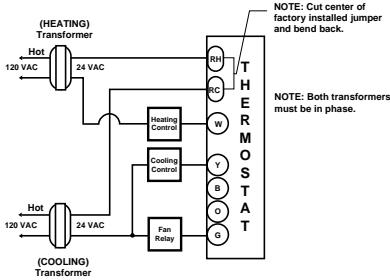 (HEATING)
Transformer
Hot
120 VAC
24 VAC
NOTE: Cut center of
factory installed jumper
and bend back.
NOTE: Both transformers
must be in phase.
RH
RC
W
Y
B
O
G
THERMOSTAT
Heating
Control
Cooling
Control
Fan
Relay
Hot
120 VAC
24 VAC
(COOLING)
Transformer